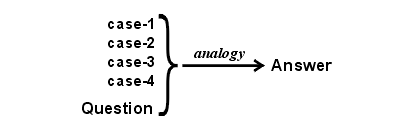 case-1
case-2
case-3
case-4
Question
analogy
Answer